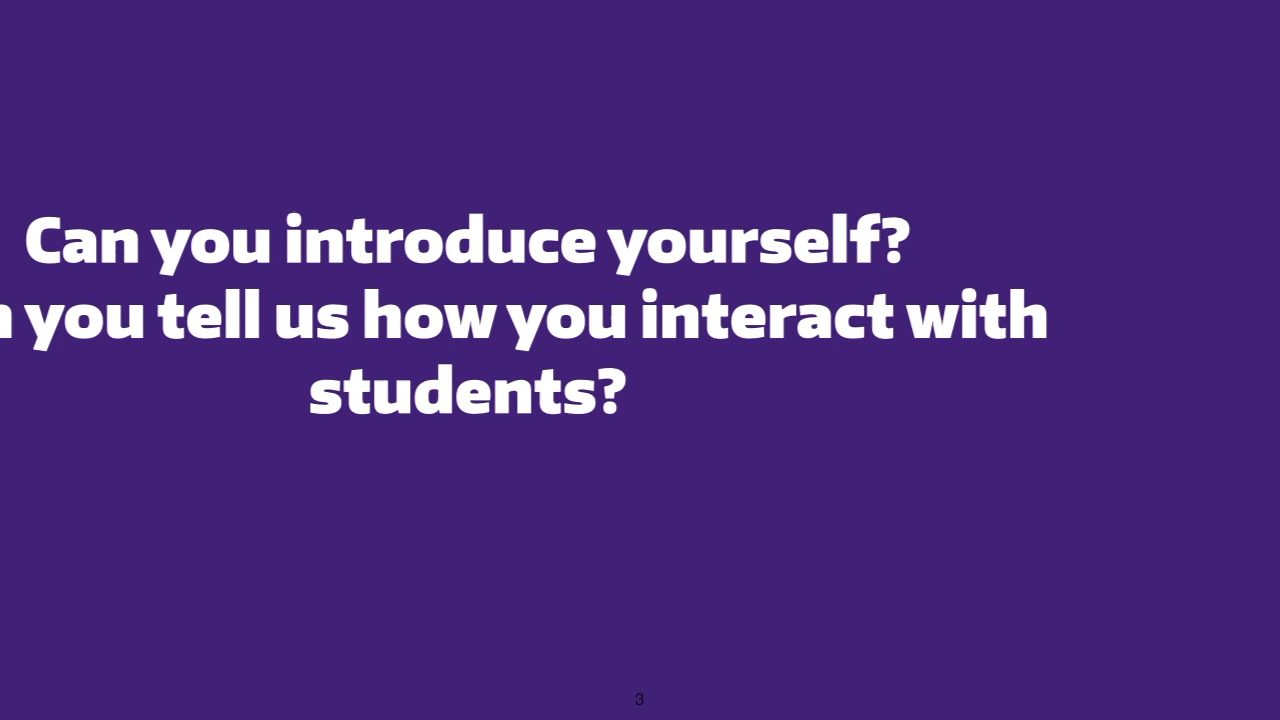 Can you introduce yourself?
you tell us how you interact with
students?
3